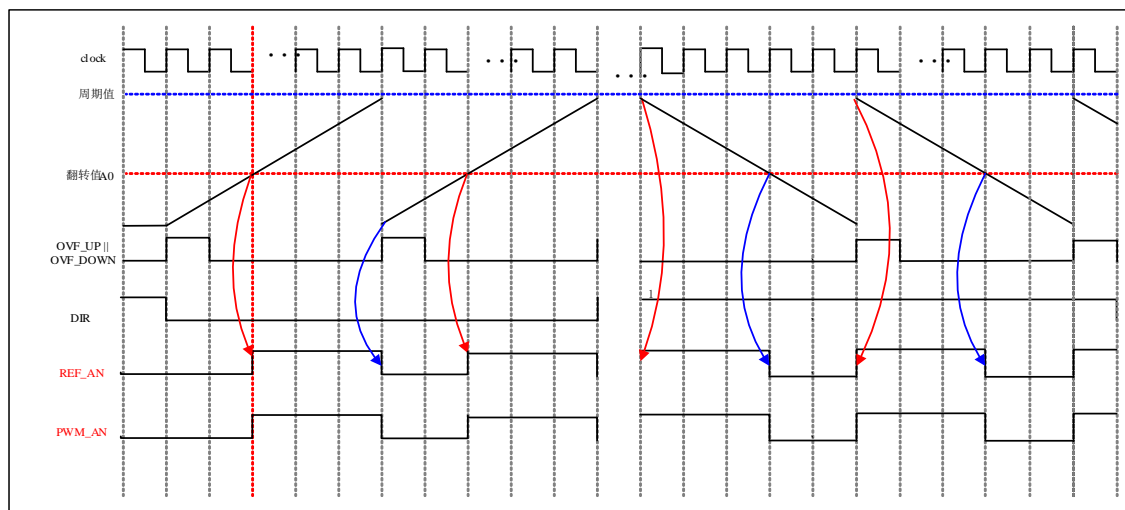 clock
周期值
翻转值A0
OVF_UP ||
OVF_DOWN
1
DIR
REF_AN
PWM_AN